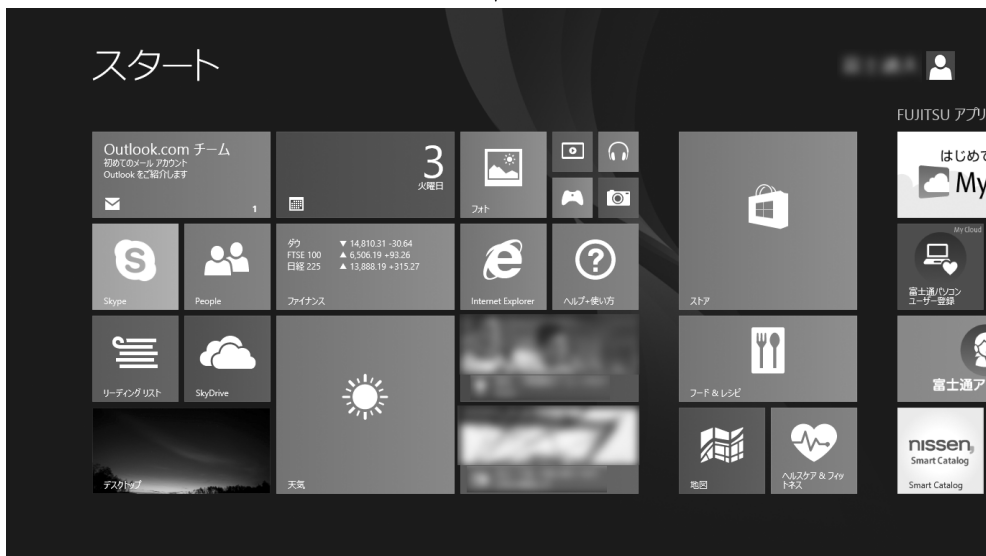 スタート
FUJITSU アプリ
Outlook.com チーム
初めてのメール アカウント
Outlook をご紹介します
1
3
火曜日
フォト
はじめて
My
Skype
People
ダウ ▼ 14,810.31 -30.64
FTSE 100 ▲ 6,506.19 +93.26
日経 225 ▲ 13,888.19 +315.27
ファイナンス
Internet Explorer
ヘルプ+使い方
ストア
My Cloud
富士通パソコン
ユーザー登録
リーディング リスト
SkyDrive
デスクトップ
天気
フード & レシピ
地図
ヘルスケア & フィッ
トネス
富士通ア
nissen,
Smart Catalog
Smart Catalog